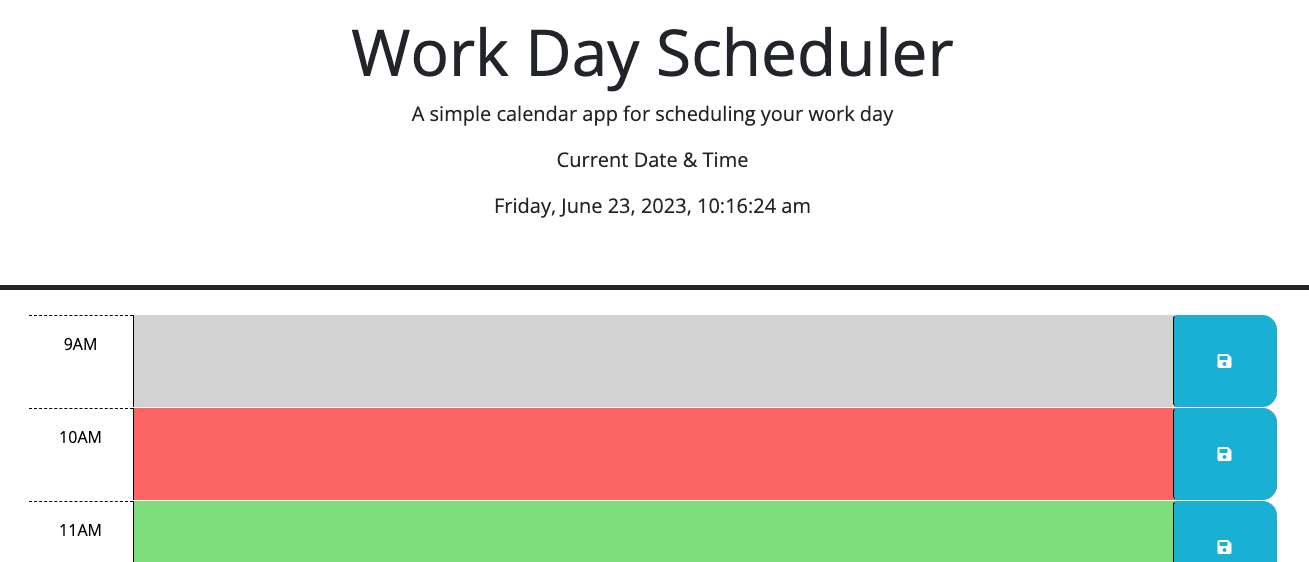 Work Day Scheduler
A simple calendar app for scheduling your work day
Current Date & Time
Friday, June 23, 2023, 10:16:24 am
9AM
10AM
11AM